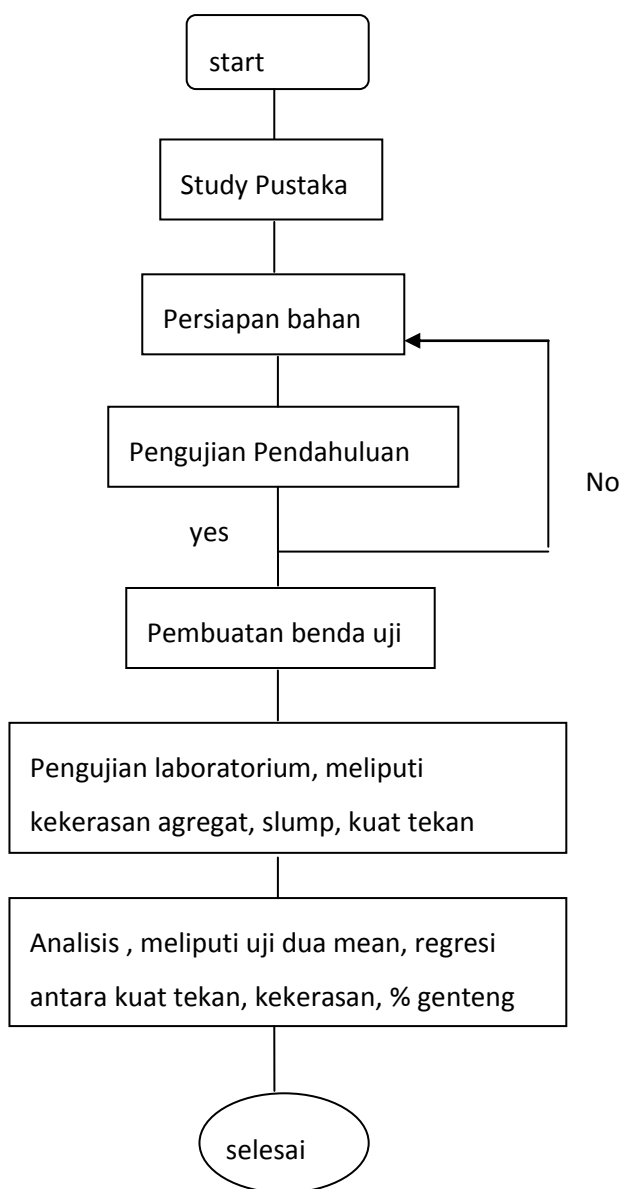 start
Study Pustaka
Persiapan bahan
Pengujian Pendahuluan
No
yes
Pembuatan benda uji
Pengujian laboratorium, meliputi
kekerasan agregat, slump, kuat tekan
Analisis , meliputi uji dua mean, regresi
antara kuat tekan, kekerasan, % genteng
selesai